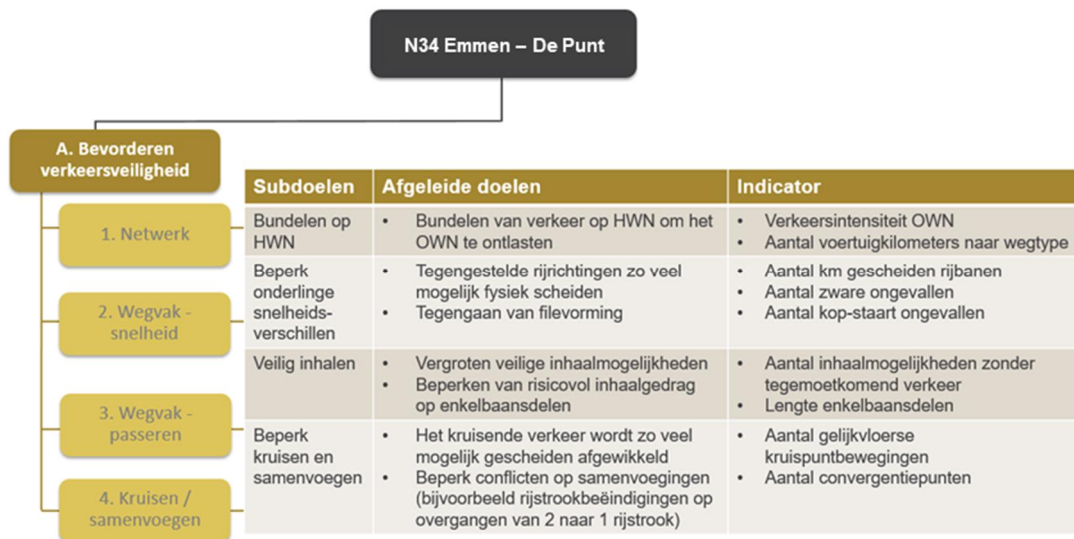 N34 Emmen – De Punt
A. Bevorderen
verkeersveiligheid
1. Netwerk
2. Wegvak -
snelheid
3. Wegvak -
passeren
4. Kruisen /
samenvoegen
Subdoelen
Afgeleide doelen
Indicator
Bundelen op
HWN
• Bundelen van verkeer op HWN om het
OWN te ontlasten
• Verkeersintensiteit OWN
• Aantal voertuigkilometers naar wegtype
Beperk
onderlinge
snelheids-
verschillen
• Tegengestelde rijrichtingen zo veel
mogelijk fysiek scheiden
• Tegengaan van filevorming
• Aantal km gescheiden rijbanen
• Aantal zware ongevallen
• Aantal kop-staart ongevallen
Veilig inhalen
• Vergroten veilige inhaalmogelijkheden
• Beperken van risicovol inhaalgedrag
op enkelbaansdelen
• Aantal inhaalmogelijkheden zonder
tegemoetkomend verkeer
• Lengte enkelbaansdelen
Beperk
kruisen en
samenvoegen
• Het kruisende verkeer wordt zo veel
mogelijk gescheiden afgewikkeld
• Beperk conflicten op samenvoegingen
(bijvoorbeeld rijstrookbeëindigingen op
overgangen van 2 naar 1 rijstrook)
• Aantal gelijkvloerse
kruispuntbewegingen
• Aantal convergentiepunten